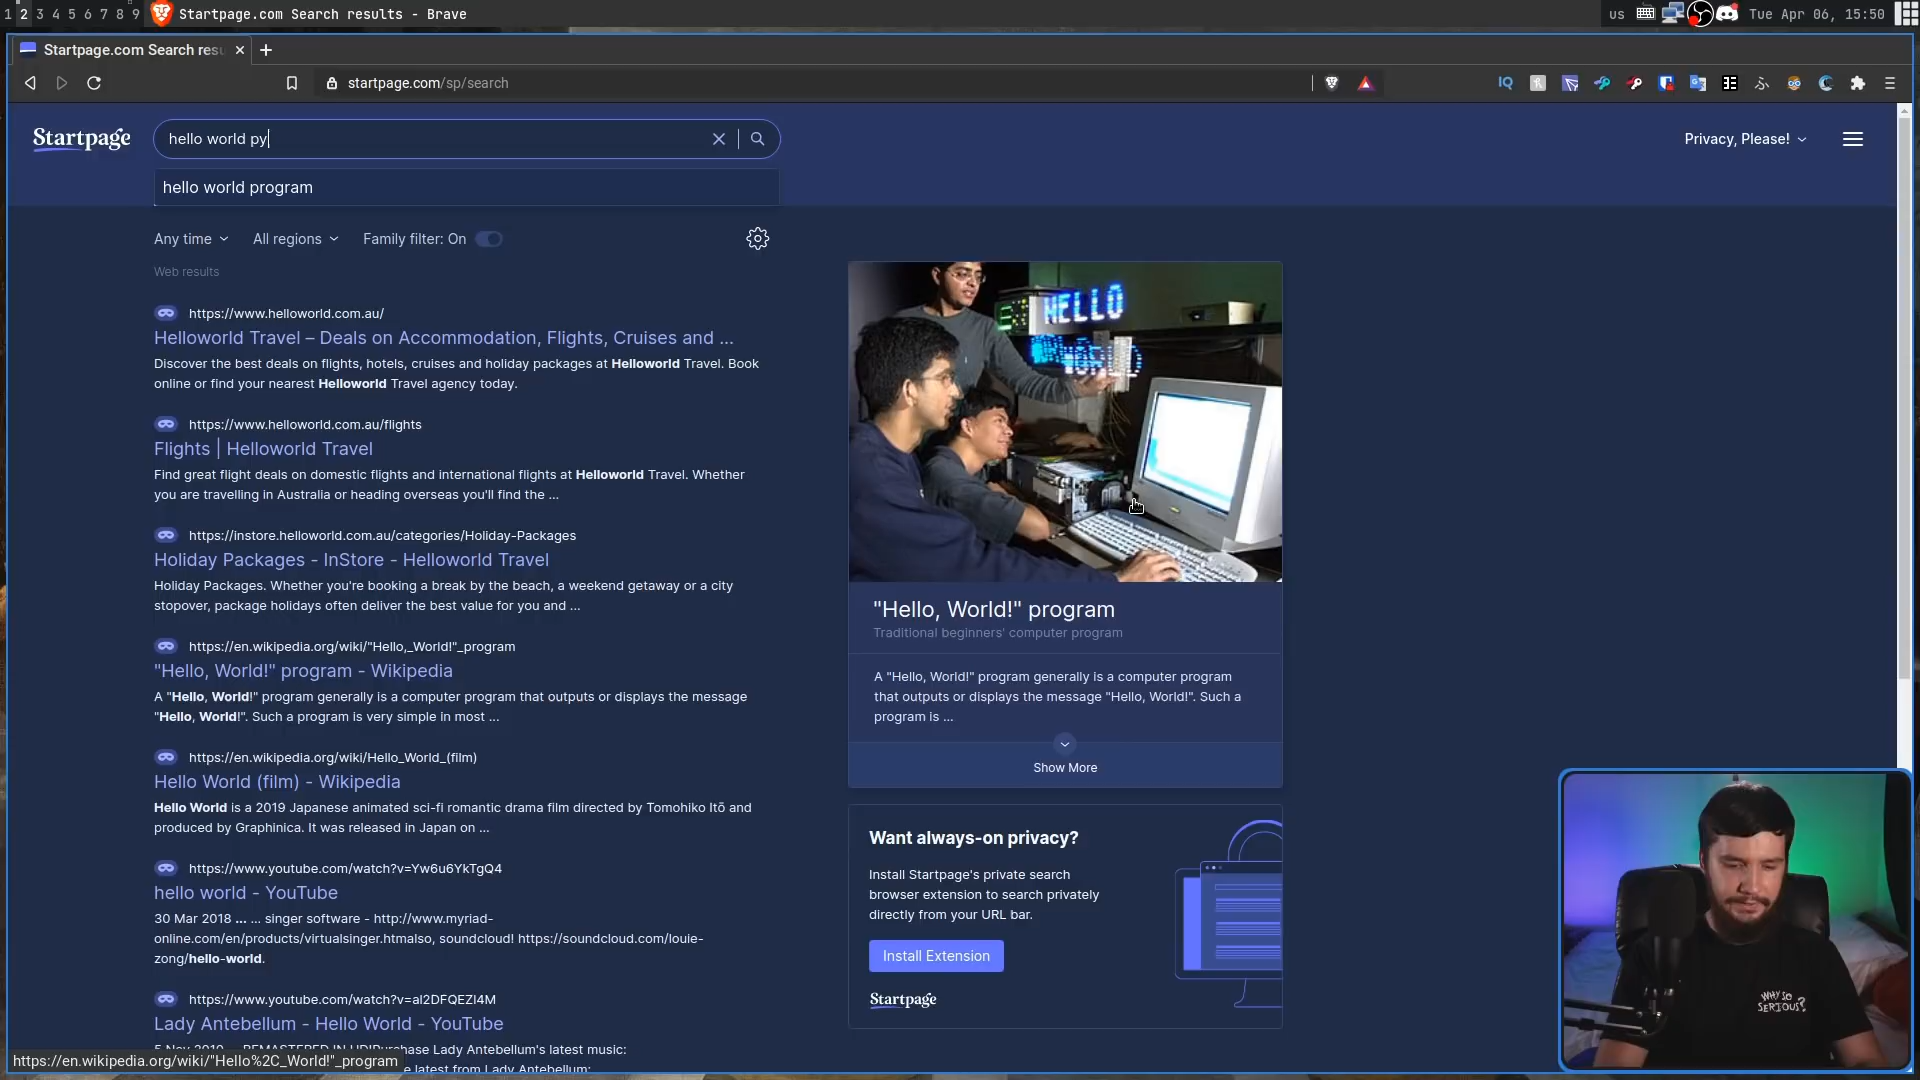 1 2 3 4 5 6 7 8 9 Startpage.com Search results - Brave
us Tue Apr 06, 15:50
Startpage.com Search resu
startpage.com/sp/search
IQ
Startpage
hello world py
Privacy, Please!
hello world program
Any time All regions Family filter: On
Web results
https://www.helloworld.com.au/
Helloworld Travel – Deals on Accommodation, Flights, Cruises and ...
Discover the best deals on flights, hotels, cruises and holiday packages at Helloworld Travel. Book
online or find your nearest Helloworld Travel agency today.
https://www.helloworld.com.au/flights
Flights | Helloworld Travel
Find great flight deals on domestic flights and international flights at Helloworld Travel. Whether
you are travelling in Australia or heading overseas you'll find the ...
https://instore.helloworld.com.au/categories/Holiday-Packages
Holiday Packages - InStore - Helloworld Travel
Holiday Packages. Whether you're booking a break by the beach, a weekend getaway or a city
stopover, package holidays often deliver the best value for you and ...
https://en.wikipedia.org/wiki/"Hello,_World!"_program
"Hello, World!" program - Wikipedia
A "Hello, World!" program generally is a computer program that outputs or displays the message
"Hello, World!". Such a program is very simple in most ...
https://en.wikipedia.org/wiki/Hello_World_(film)
Hello World (film) - Wikipedia
Hello World is a 2019 Japanese animated sci-fi romantic drama film directed by Tomohiko Itō and
produced by Graphinica. It was released in Japan on ...
https://www.youtube.com/watch?v=Yw6u6YkTgQ4
hello world - YouTube
30 Mar 2018 ... ... singer software - http://www.myriad-
online.com/en/products/virtualsinger.htmalso, soundcloud! https://soundcloud.com/louie-
zong/hello-world.
https://www.youtube.com/watch?v=al2DFQEZl4M
Lady Antebellum - Hello World - YouTube
Lady Antebellum's latest music:
e latest from Lady Antebellum:
https://en.wikipedia.org/wiki/"Hello%2C_World!"_program
HELLO
WORLD
"Hello, World!" program
Traditional beginners' computer program
A "Hello, World!" program generally is a computer program
that outputs or displays the message "Hello, World!". Such a
program is ...
Show More
Want always-on privacy?
Install Startpage's private search
browser extension to search privately
directly from your URL bar.
Install Extension
Startpage
WHY SO
SERIOUS?